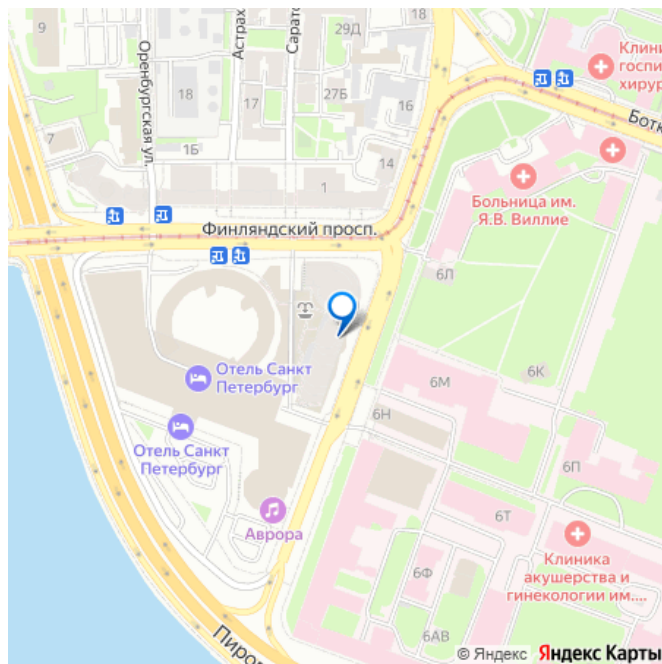 9
29Д
18
Клини
госпи
хирур
Астрах
Сарато
Оренбургская ул.
18
17
27Б
16
Ботк
7
1Б
14
1
Больница им.
Я.В. Виллие
Финляндский просп.
6Л
Отель Санкт
Петербург
6М
6К
6Н
Отель Санкт
Петербург
6П
6Т
Аврора
Клиника
акушерства и
гинекологии им....
6Ф
6АВ
Пирог
© Яндекс Яндекс Карты